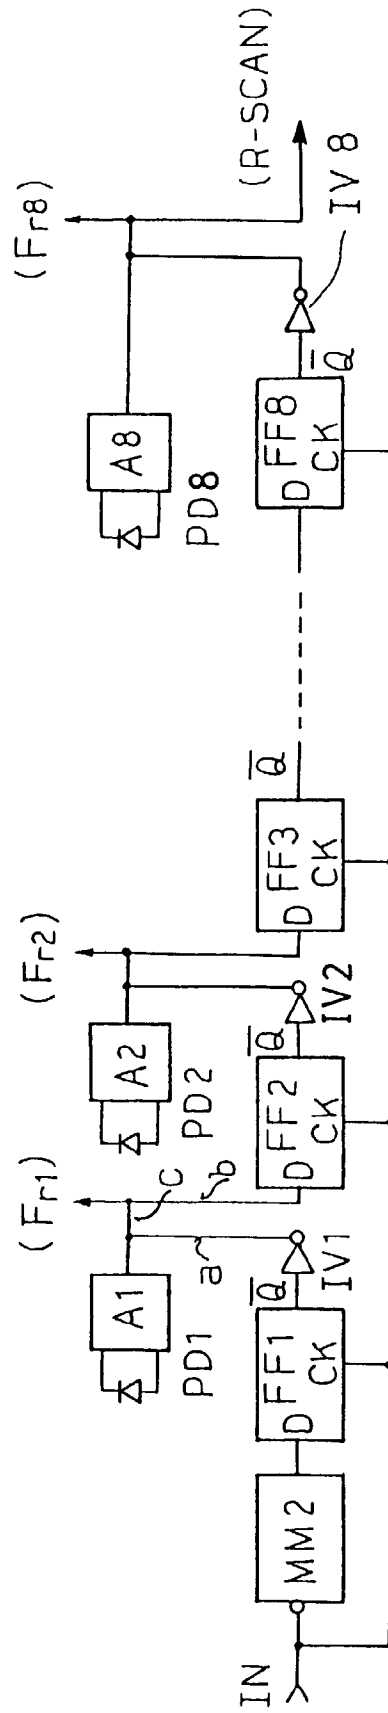 (Fr1)
(Fr2)
(Fr8)
A1
A2
A8
PD1
PD2
PD8
c
b
a
(R-SCAN)
IN
MM2
D FF1 CK
Q̅
IV1
D FF2 CK
Q̅
IV2
D FF3 CK
Q̅
D FF8 CK
Q̅
IV8